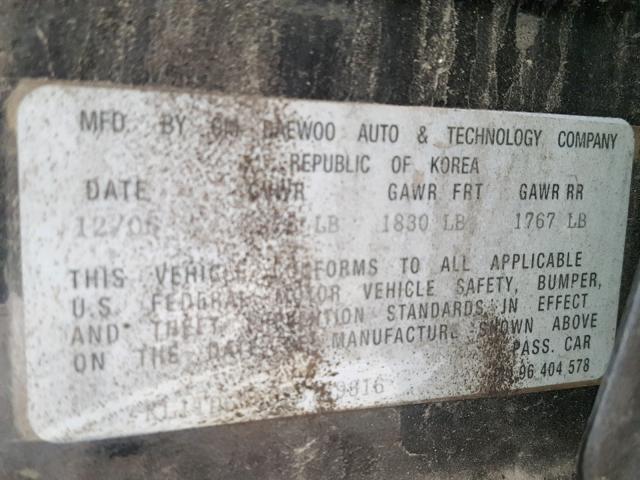 MFD. BY GM DAEWOO AUTO & TECHNOLOGY COMPANY
REPUBLIC OF KOREA
DATE GVWR GAWR FRT GAWR RR
LB 1830 LB 1767 LB
THIS VEHICLE CONFORMS TO ALL APPLICABLE
U.S. FEDERAL MOTOR VEHICLE SAFETY, BUMPER,
AND THEFT PREVENTION STANDARDS IN EFFECT
ON THE DATE OF MANUFACTURE SHOWN ABOVE
PASS. CAR
96 404 578